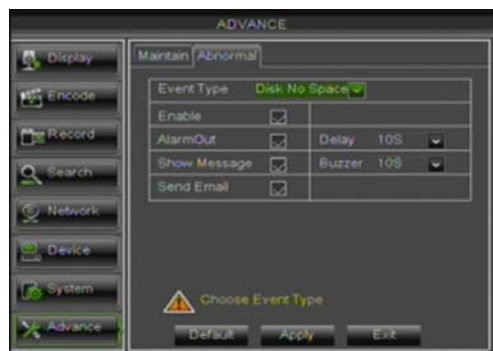 ADVANCE
Display
Encode
Record
Search
Network
Device
System
Advance
Maintain Abnormal
Event Type Disk No Space
Enable
AlarmOut Delay 10S
Show Message Buzzer 10S
Send Email
Choose Event Type
Default Apply Exit